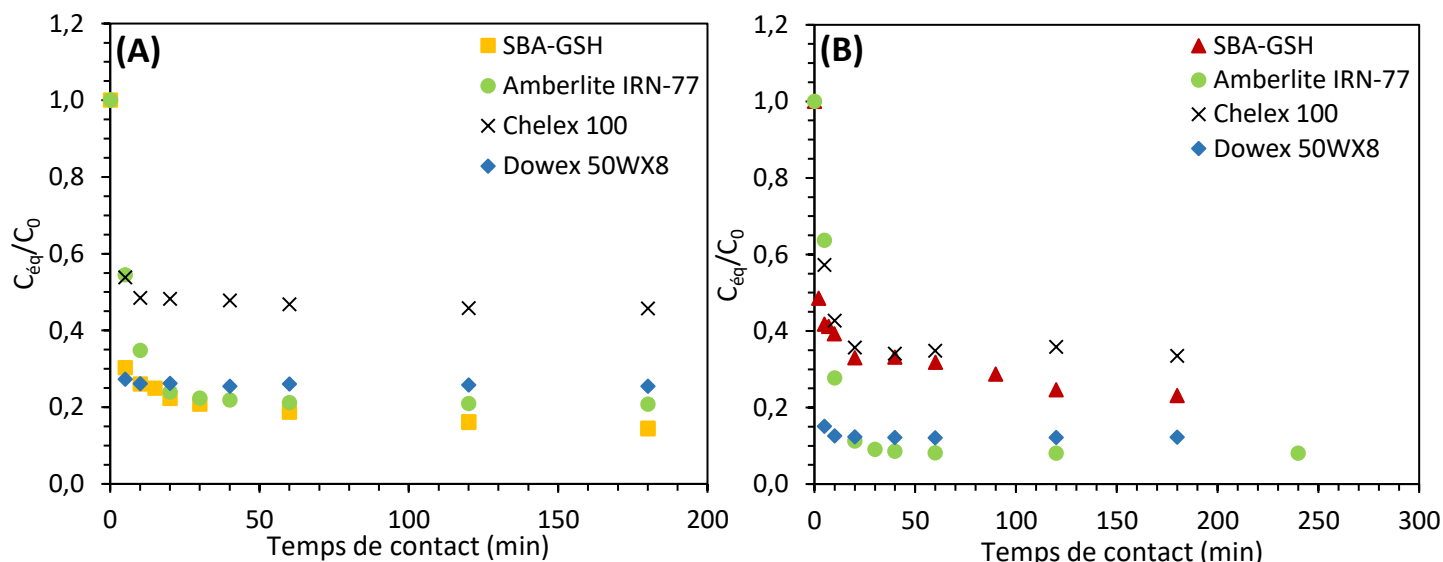 (A)
SBA-GSH
Amberlite IRN-77
Chelex 100
Dowex 50WX8
1,2
1,0
0,8
0,6
0,4
0,2
0,0
Céq/C0
0
50
100
150
200
Temps de contact (min)
(B)
SBA-GSH
Amberlite IRN-77
Chelex 100
Dowex 50WX8
1,2
1,0
0,8
0,6
0,4
0,2
0,0
Céq/C0
0
50
100
150
200
250
300
Temps de contact (min)